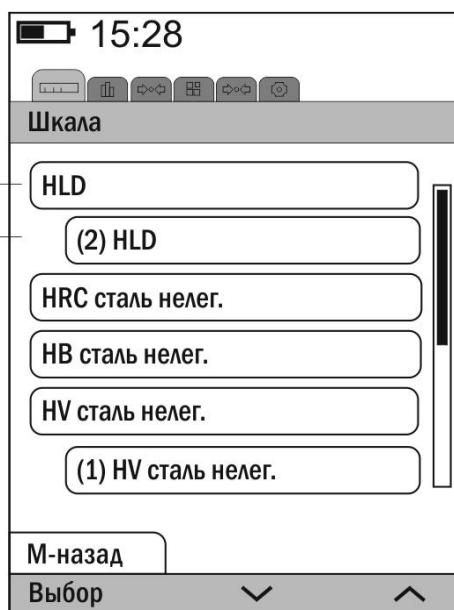 15:28
Шкала
HLD
(2) HLD
HRC сталь нелег.
HB сталь нелег.
HV сталь нелег.
(1) HV сталь нелег.
М-назад
Выбор